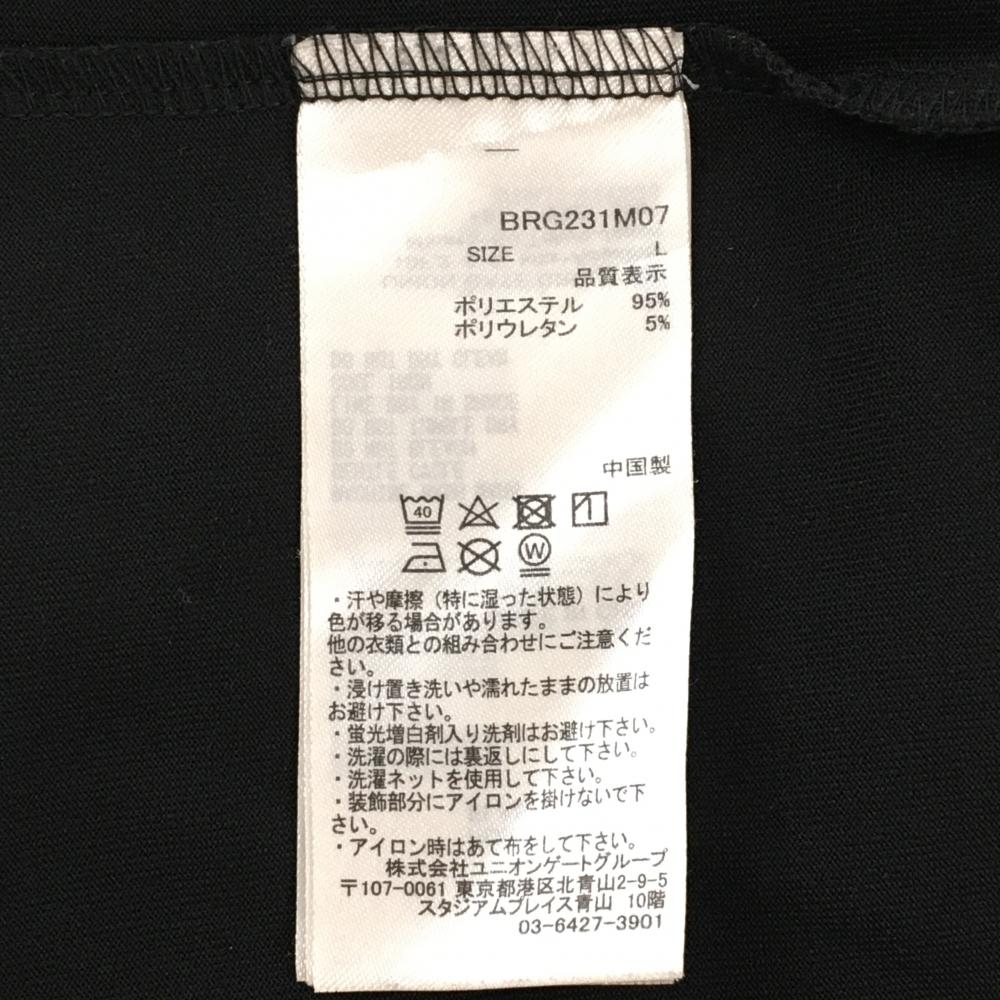 BRG231M07
SIZE L
品質表示
ポリエステル 95%
ポリウレタン 5%
中国製
40
W
・汗や摩擦（特に湿った状態）により
色が移る場合があります。
他の衣類との組み合わせにご注意くだ
さい。
・浸け置き洗いや濡れたままの放置は
お避け下さい。
・蛍光増白剤入り洗剤はお避け下さい。
・洗濯の際には裏返しにして下さい。
・洗濯ネットを使用して下さい。
・装飾部分にアイロンを掛けないで下
さい。
・アイロン時はあて布をして下さい。
株式会社ユニオンゲートグループ
〒107-0061 東京都港区北青山2-9-5
スタジアムプレイス青山 10階
03-6427-3901